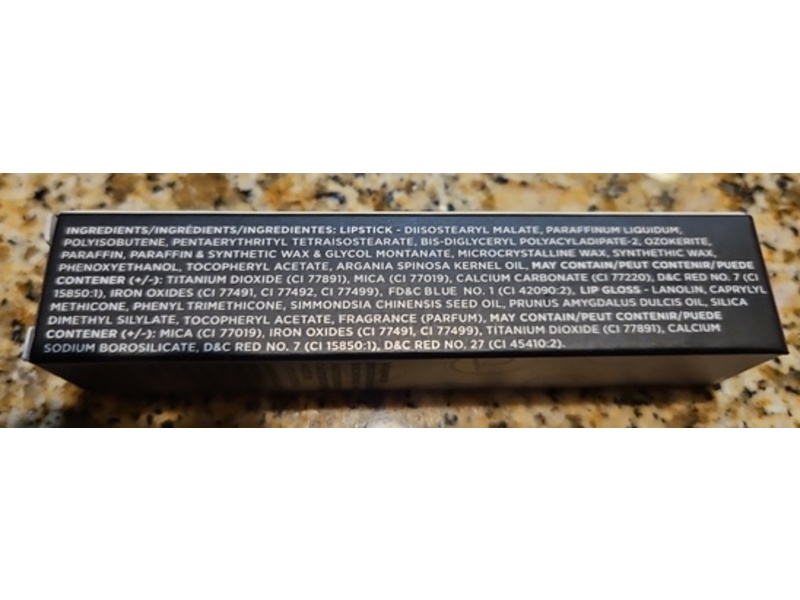 INGREDIENTS/INGRÉDIENTS/INGREDIENTES: LIPSTICK - DIISOSTEARYL MALATE, PARAFFINUM LIQUIDUM,
POLYISOBUTENE, PENTAERYTHRITYL TETRAISOSTEARATE, BIS-DIGLYCERYL POLYACYLADIPATE-2, OZOKERITE,
PARAFFIN, PARAFFIN & SYNTHETIC WAX & GLYCOL MONTANATE, MICROCRYSTALLINE WAX, SYNTHETHIC WAX,
PHENOXYETHANOL, TOCOPHERYL ACETATE, ARGANIA SPINOSA KERNEL OIL, MAY CONTAIN/PEUT CONTENIR/PUEDE
CONTENER (+/-): TITANIUM DIOXIDE (CI 77891), MICA (CI 77019), CALCIUM CARBONATE (CI 77220), D&C RED NO. 7 (CI
15850:1), IRON OXIDES (CI 77491, CI 77492, CI 77499), FD&C BLUE NO. 1 (CI 42090:2), LIP GLOSS - LANOLIN, CAPRYLYL
METHICONE, PHENYL TRIMETHICONE, SIMMONDSIA CHINENSIS SEED OIL, PRUNUS AMYGDALUS DULCIS OIL, SILICA
DIMETHYL SILYLATE, TOCOPHERYL ACETATE, FRAGRANCE (PARFUM), MAY CONTAIN/PEUT CONTENIR/PUEDE
CONTENER (+/-): MICA (CI 77019), IRON OXIDES (CI 77491, CI 77499), TITANIUM DIOXIDE (CI 77891), CALCIUM
SODIUM BOROSILICATE, D&C RED NO. 7 (CI 15850:1), D&C RED NO. 27 (CI 45410:2).